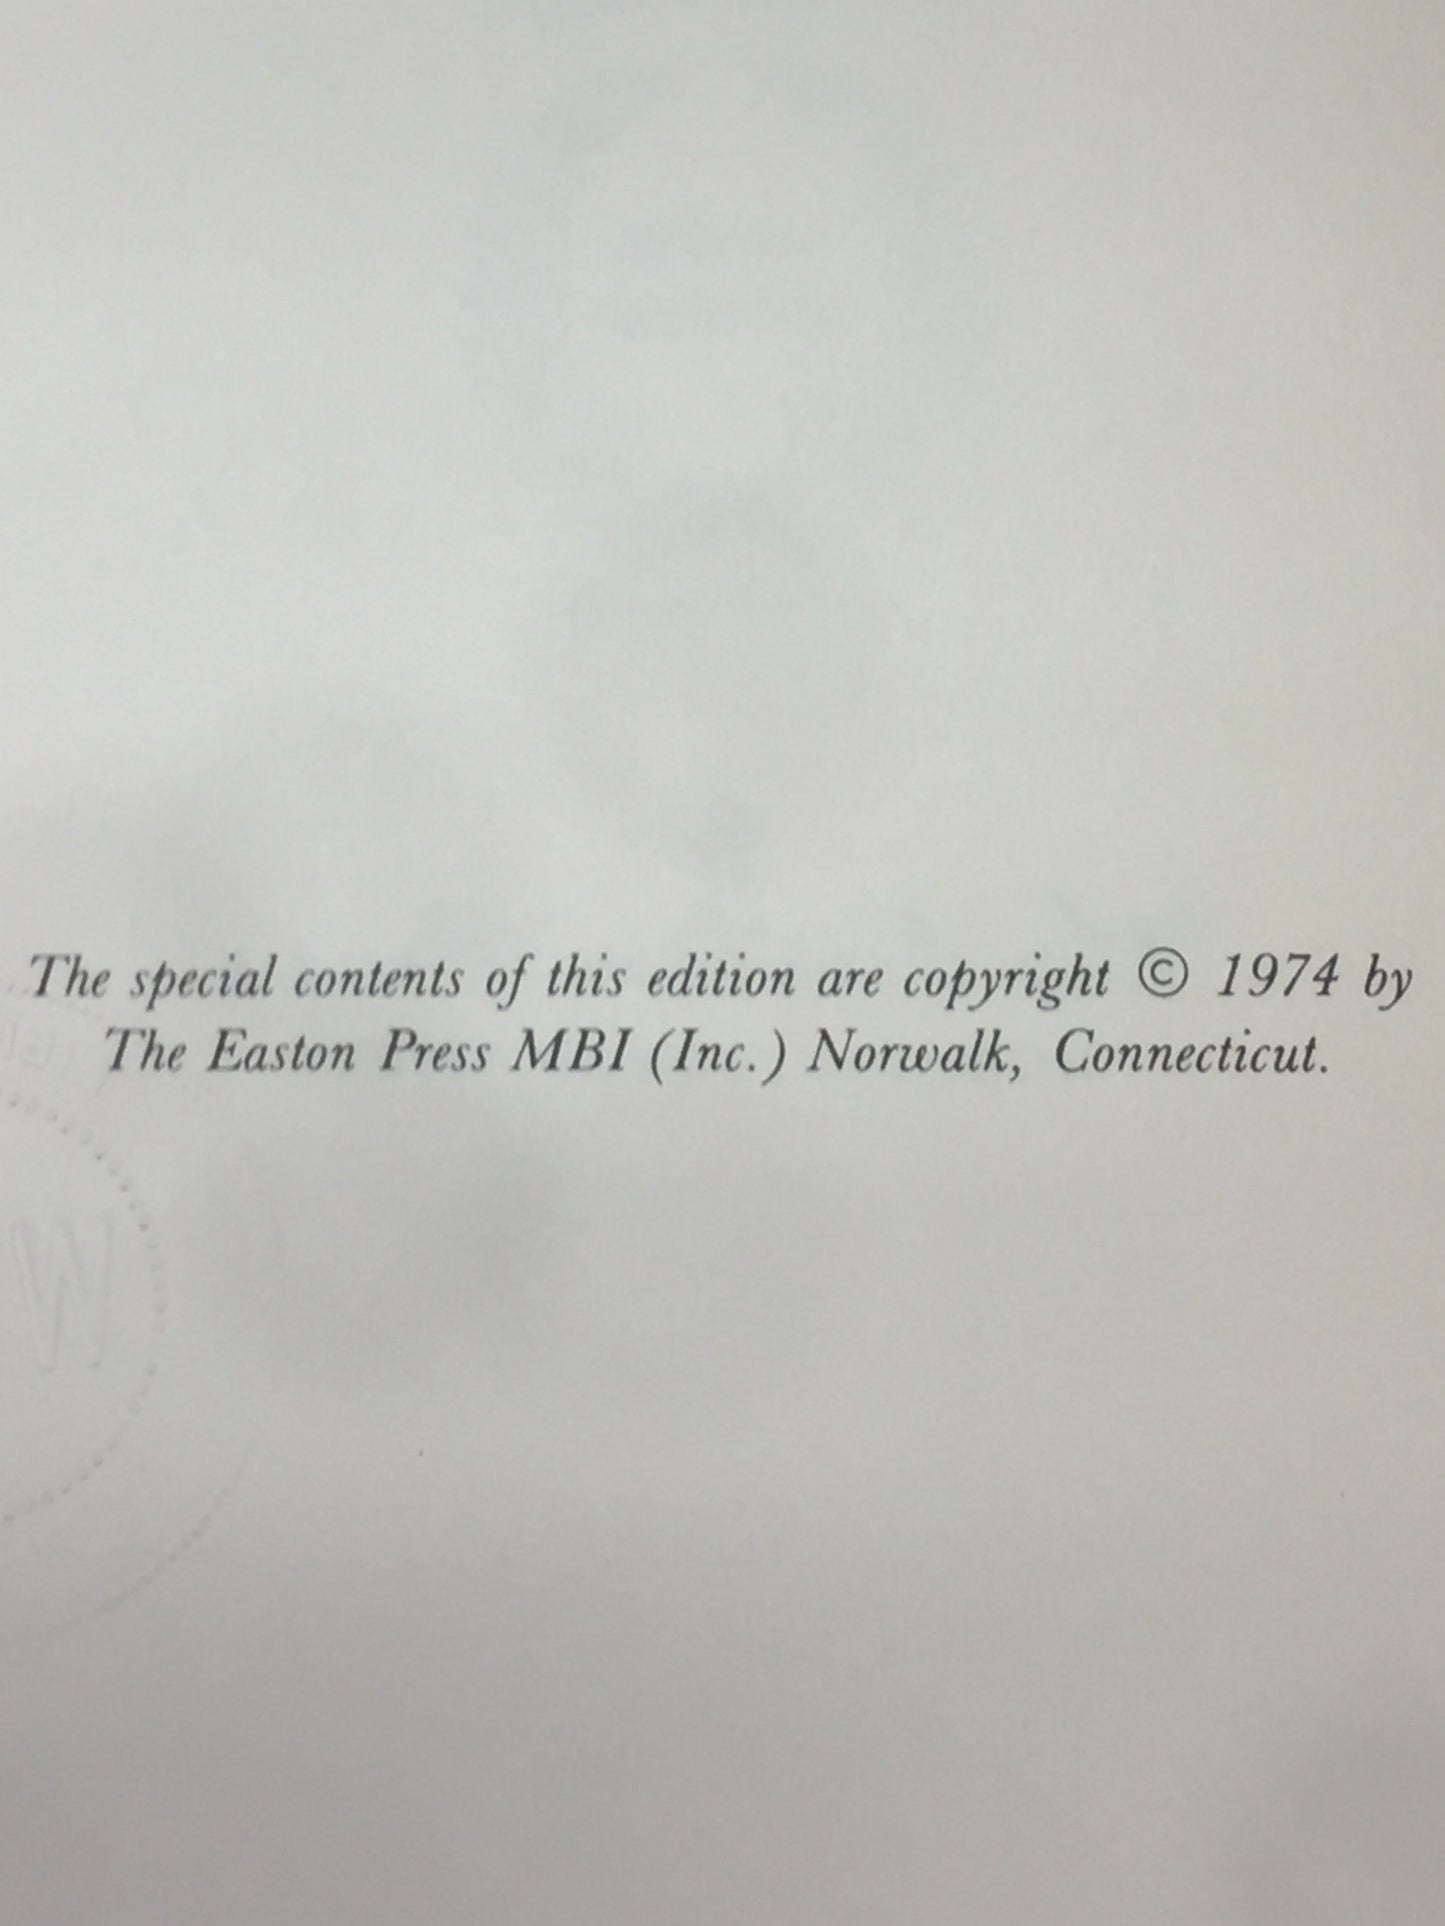 The special contents of this edition are copyright © 1974 by
The Easton Press MBI (Inc.) Norwalk, Connecticut.